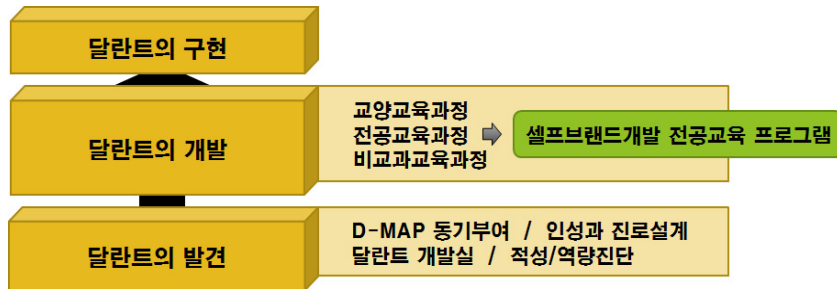 달란트의 구현
달란트의 개발
교양교육과정
전공교육과정
비교과교육과정
셀프브랜드개발 전공교육 프로그램
달란트의 발견
D-MAP 동기부여 / 인성과 진로설계
달란트 개발실 / 적성/역량진단